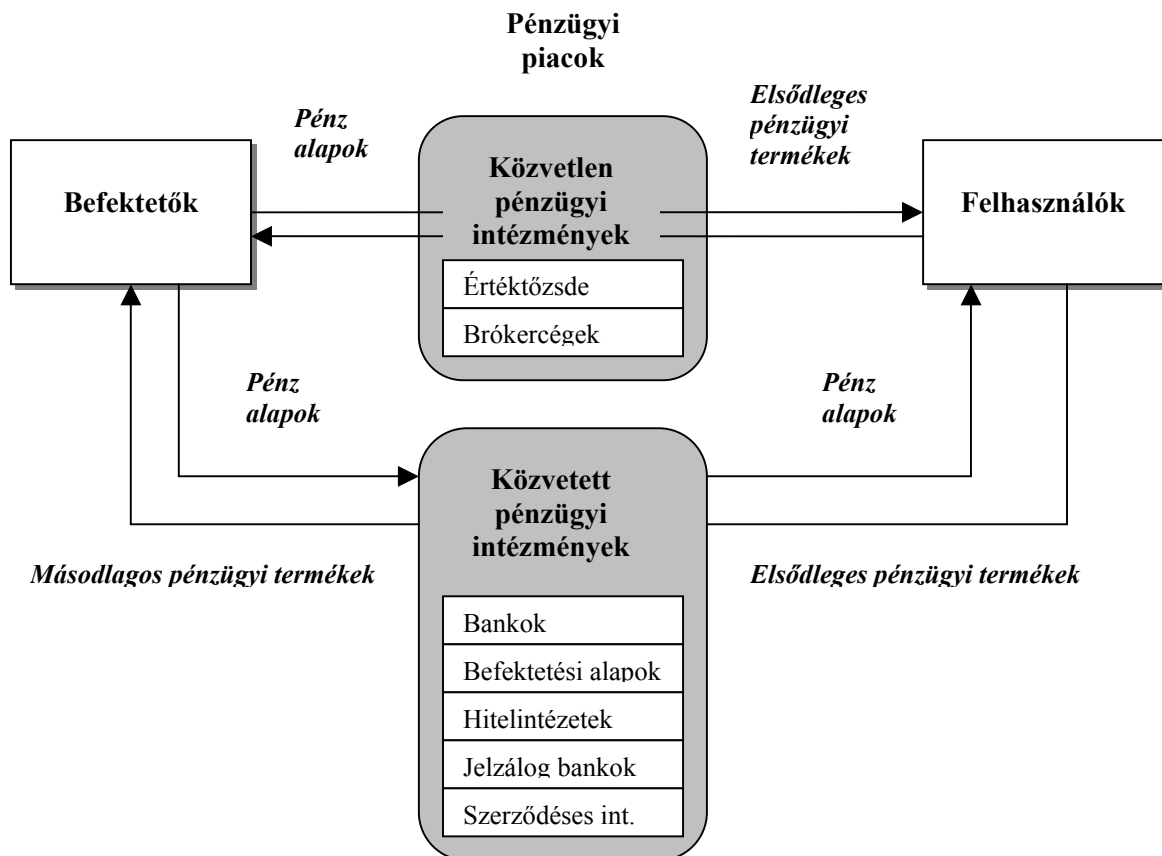 Pénzügyi
piacok
Pénz
alapok
Elsődleges
pénzügyi
termékek
Befektetők
Közvetlen
pénzügyi
intézmények
Felhasználók
Értéktőzsde
Brókercégek
Pénz
alapok
Pénz
alapok
Közvetett
pénzügyi
intézmények
Másodlagos pénzügyi termékek
Elsődleges pénzügyi termékek
Bankok
Befektetési alapok
Hitelintézetek
Jelzálog bankok
Szerződéses int.